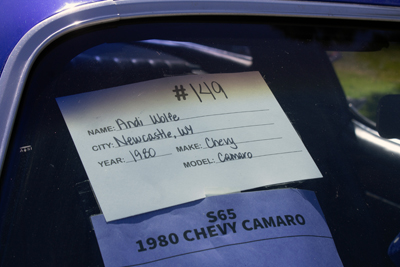 #149
NAME: Andi Wolfe
CITY: Newcastle, WY
YEAR: 1980 MAKE: Chevy
MODEL: Camaro
S65
1980 CHEVY CAMARO